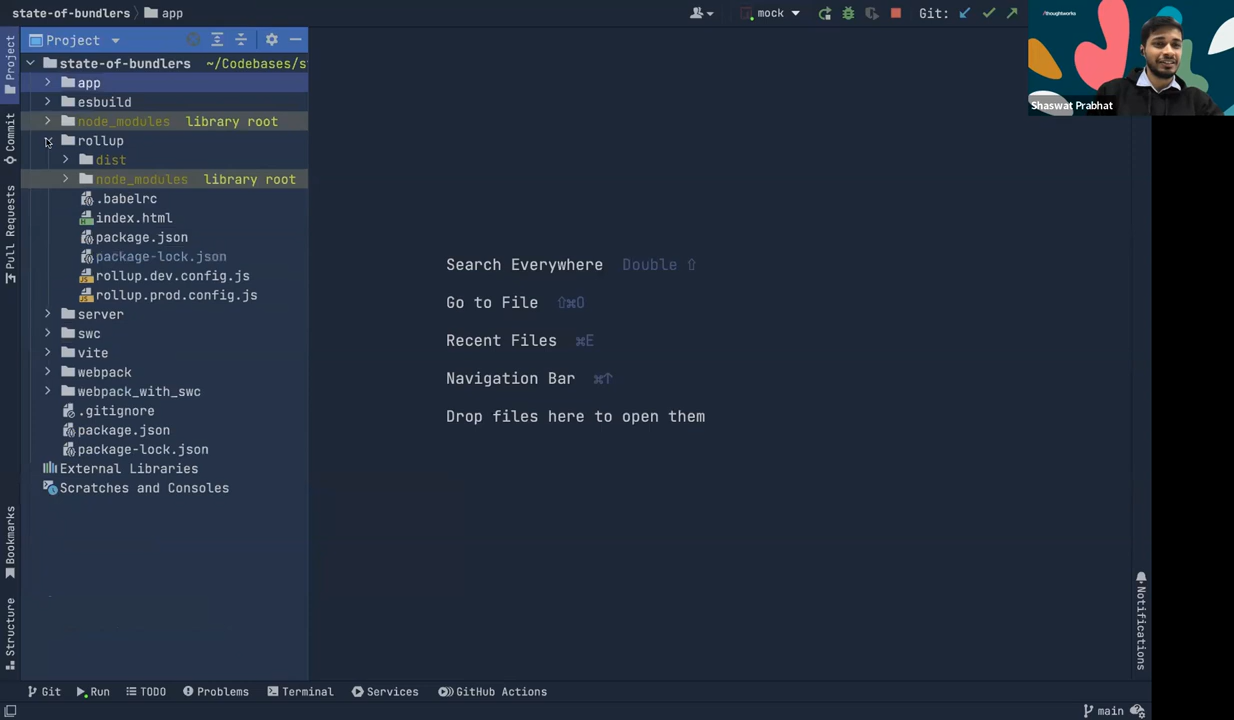 state-of-bundlers app
mock
Git:
thoughtworks
Shaswat Prabhat
Project
Project
Commit
Pull Requests
Bookmarks
Structure
state-of-bundlers ~/Codebases/s
app
esbuild
node_modules library root
rollup
dist
node_modules library root
.babelrc
index.html
package.json
package-lock.json
rollup.dev.config.js
rollup.prod.config.js
server
swc
vite
webpack
webpack_with_swc
.gitignore
package.json
package-lock.json
External Libraries
Scratches and Consoles
Search Everywhere Double ⇧
Go to File ⇧⌘O
Recent Files ⌘E
Navigation Bar ⌘↑
Drop files here to open them
Notifications
Git Run TODO Problems Terminal Services GitHub Actions
main